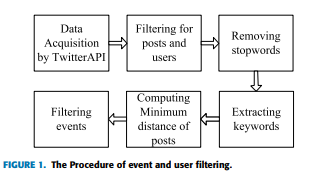 Data
Acquisition
by TwitterAPI
Filtering for
posts and
users
Removing
stopwords
Extracting
keywords
Computing
Minimum
distance of
posts
Filtering
events
FIGURE 1. The Procedure of event and user filtering.